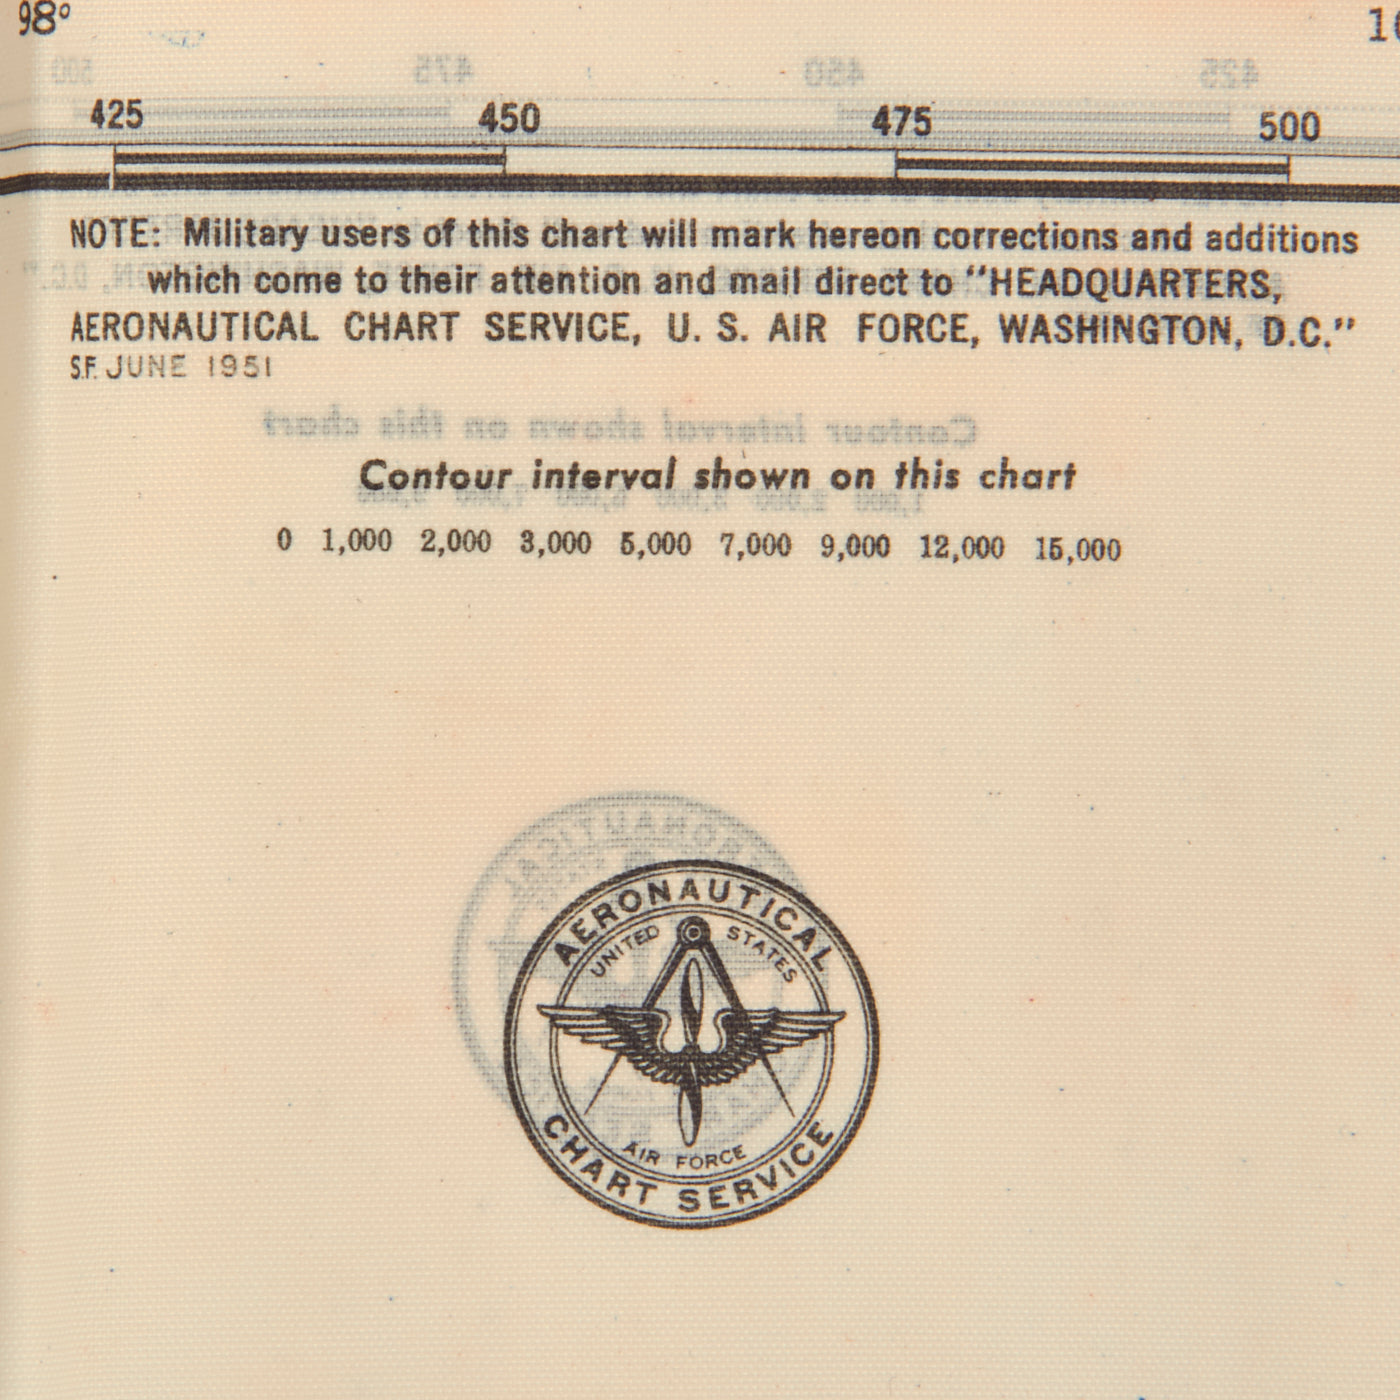 98°
425 450 475 500
NOTE: Military users of this chart will mark hereon corrections and additions
which come to their attention and mail direct to "HEADQUARTERS,
AERONAUTICAL CHART SERVICE, U. S. AIR FORCE, WASHINGTON, D.C."
S.F. JUNE 1951
Contour interval shown on this chart
0 1,000 2,000 3,000 5,000 7,000 9,000 12,000 15,000
AERONAUTICAL
UNITED STATES
AIR FORCE
CHART SERVICE